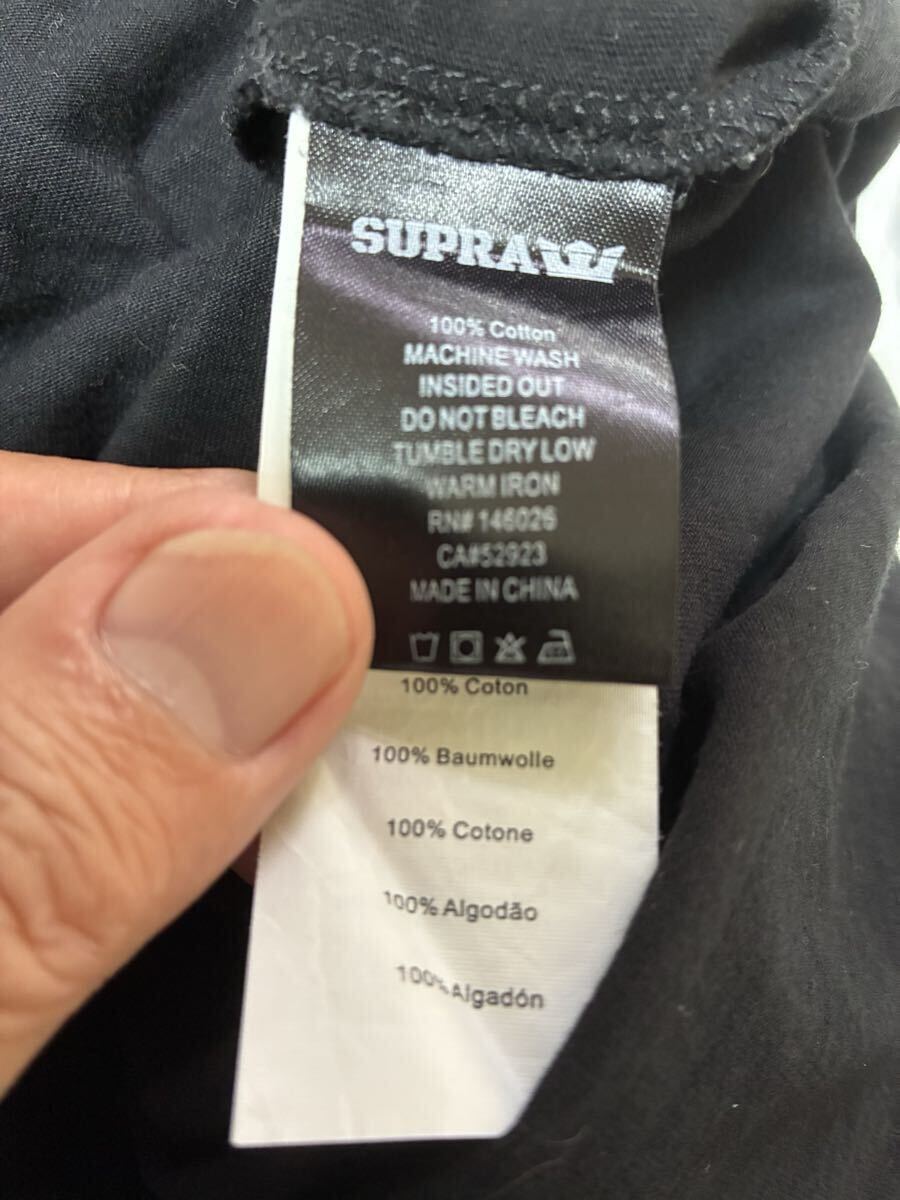 SUPRA
100% Cotton
MACHINE WASH
INSIDED OUT
DO NOT BLEACH
TUMBLE DRY LOW
WARM IRON
RN# 146026
CA#52923
MADE IN CHINA
100% Coton
100% Baumwolle
100% Cotone
100% Algodão
100% Algadón